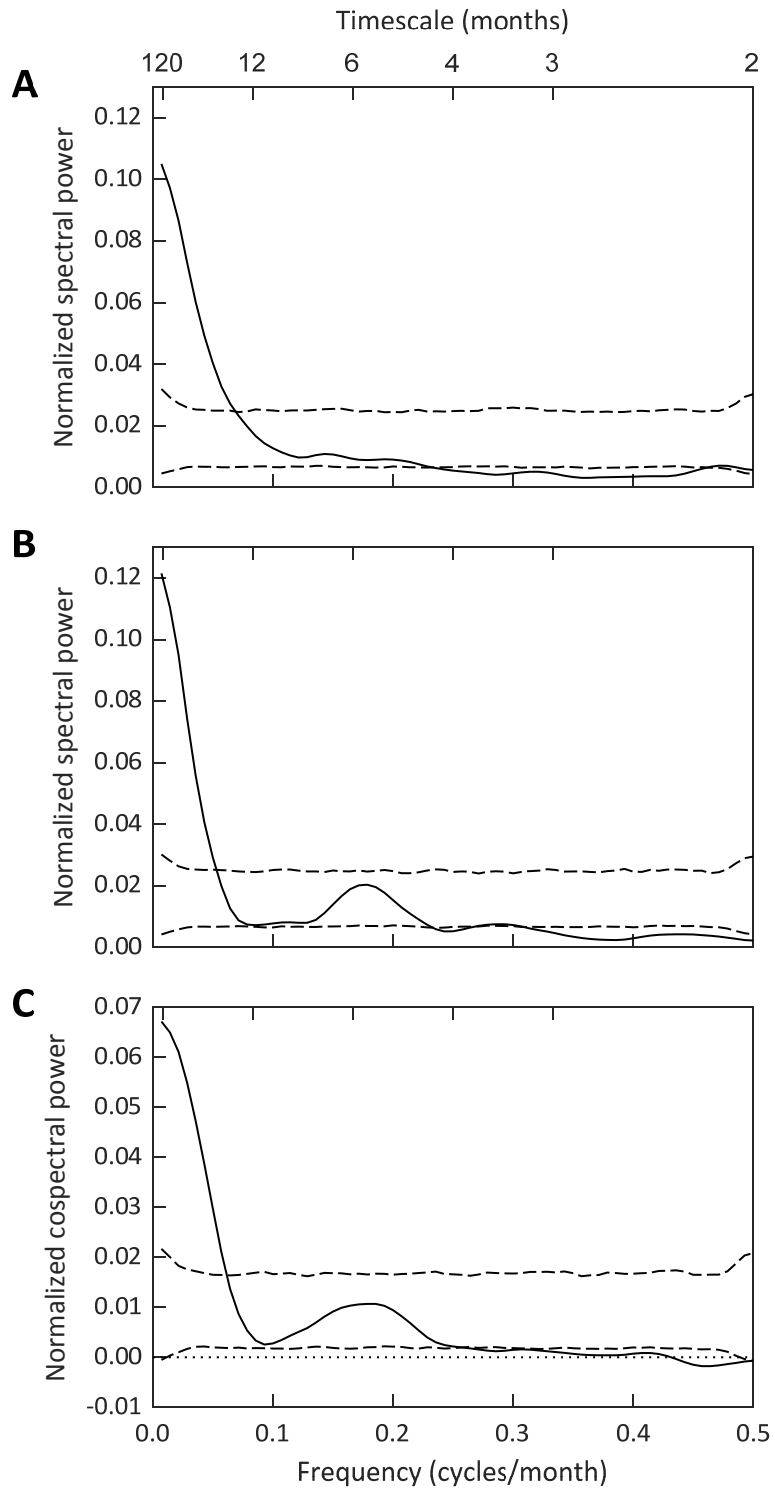 Timescale (months)
120 12 6 4 3 2
A
0.12
0.10
0.08
0.06
0.04
0.02
0.00
Normalized spectral power
B
0.12
0.10
0.08
0.06
0.04
0.02
0.00
Normalized spectral power
C
0.07
0.06
0.05
0.04
0.03
0.02
0.01
0.00
-0.01
Normalized cospectral power
0.0 0.1 0.2 0.3 0.4 0.5
Frequency (cycles/month)